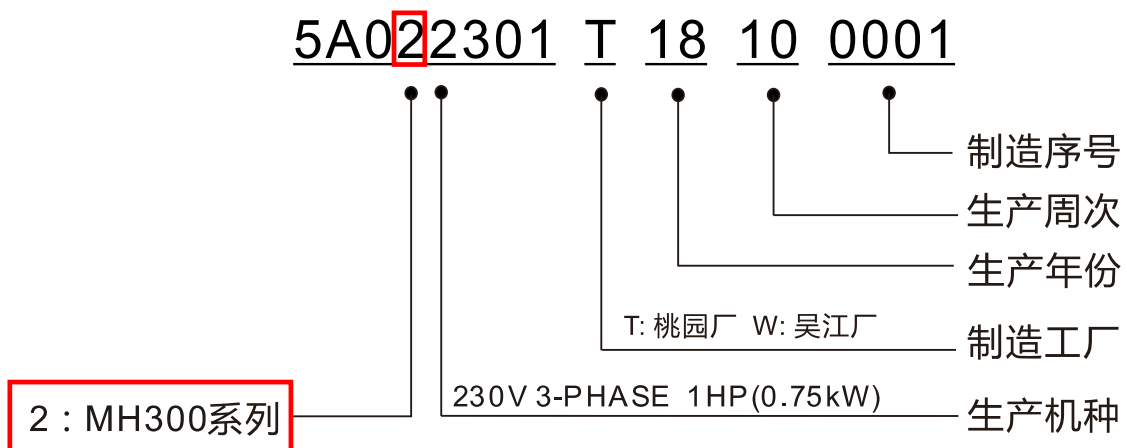 5A022301 T 18 10 0001
制造序号
生产周次
生产年份
T: 桃园厂 W: 吴江厂
制造工厂
230V 3-PHASE 1HP(0.75kW)
生产机种
2 : MH300系列